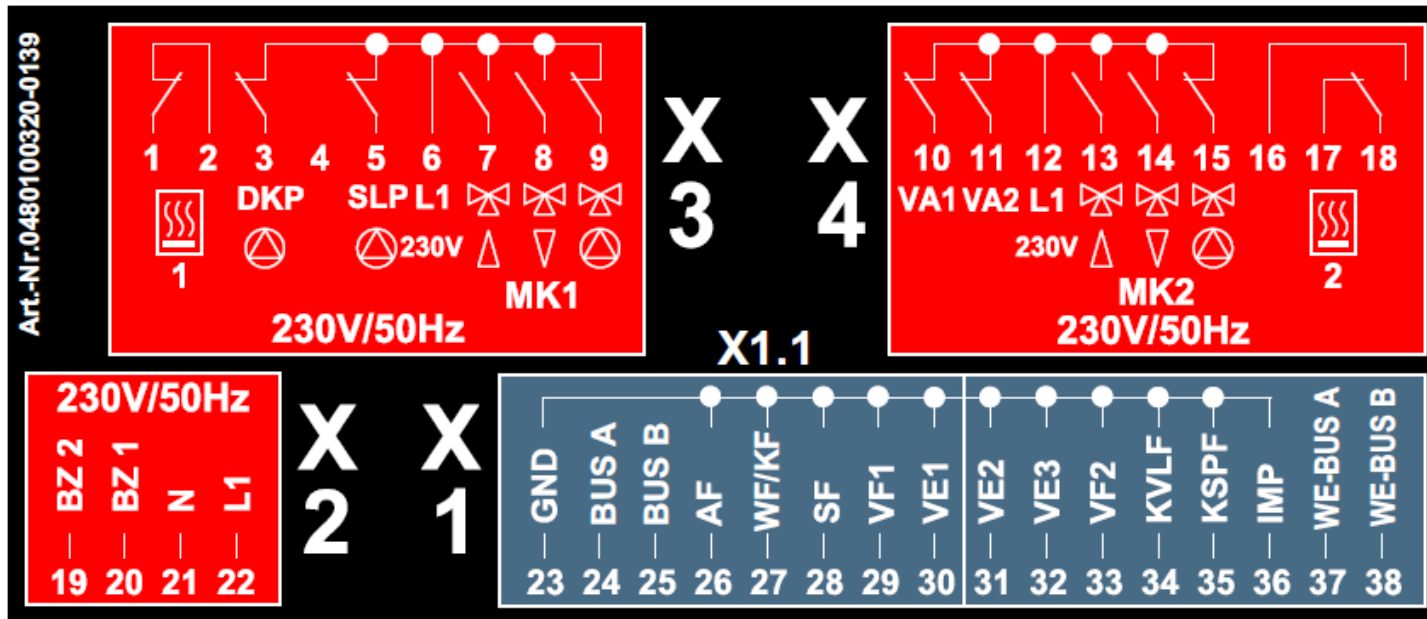 Art.-Nr.0480100320-0139
1 2 3 4 5 6 7 8 9
DKP SLP L1
230V
1
MK1
230V/50Hz
X
3
X
4
10 11 12 13 14 15 16 17 18
VA1 VA2 L1
230V
2
MK2
230V/50Hz
X1.1
230V/50Hz
BZ 2
BZ 1
N
L1
19 20 21 22
X
2
X
1
GND
BUS A
BUS B
AF
WF/KF
SF
VF1
VE1
VE2
VE3
VF2
KVLF
KSPF
IMP
WE-BUS A
WE-BUS B
23 24 25 26 27 28 29 30 31 32 33 34 35 36 37 38